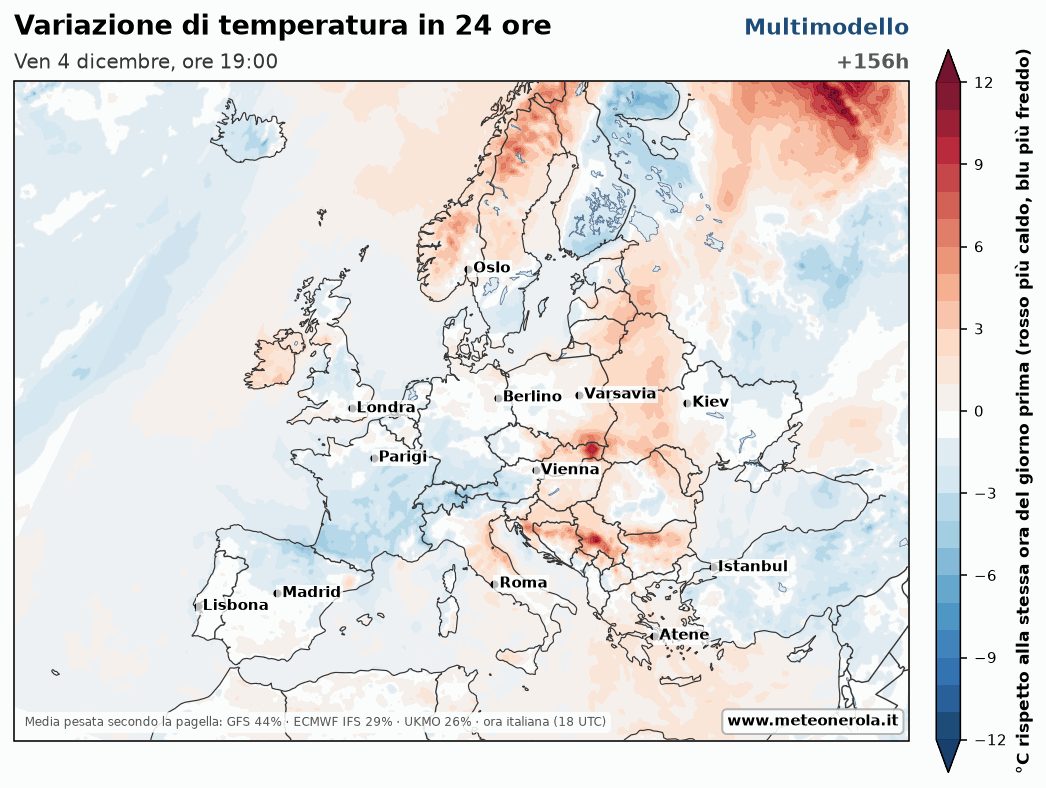 Variazione di temperatura in 24 ore
Multimodello
Ven 4 dicembre, ore 19:00
+156h
Oslo
Londra
Berlino
Varsavia
Kiev
Parigi
Vienna
Istanbul
Roma
Madrid
Lisbona
Atene
Media pesata secondo la pagella: GFS 44% · ECMWF IFS 29% · UKMO 26% · ora italiana (18 UTC)
www.meteonerola.it
12
9
6
3
0
−3
−6
−9
−12
°C rispetto alla stessa ora del giorno prima (rosso più caldo, blu più freddo)